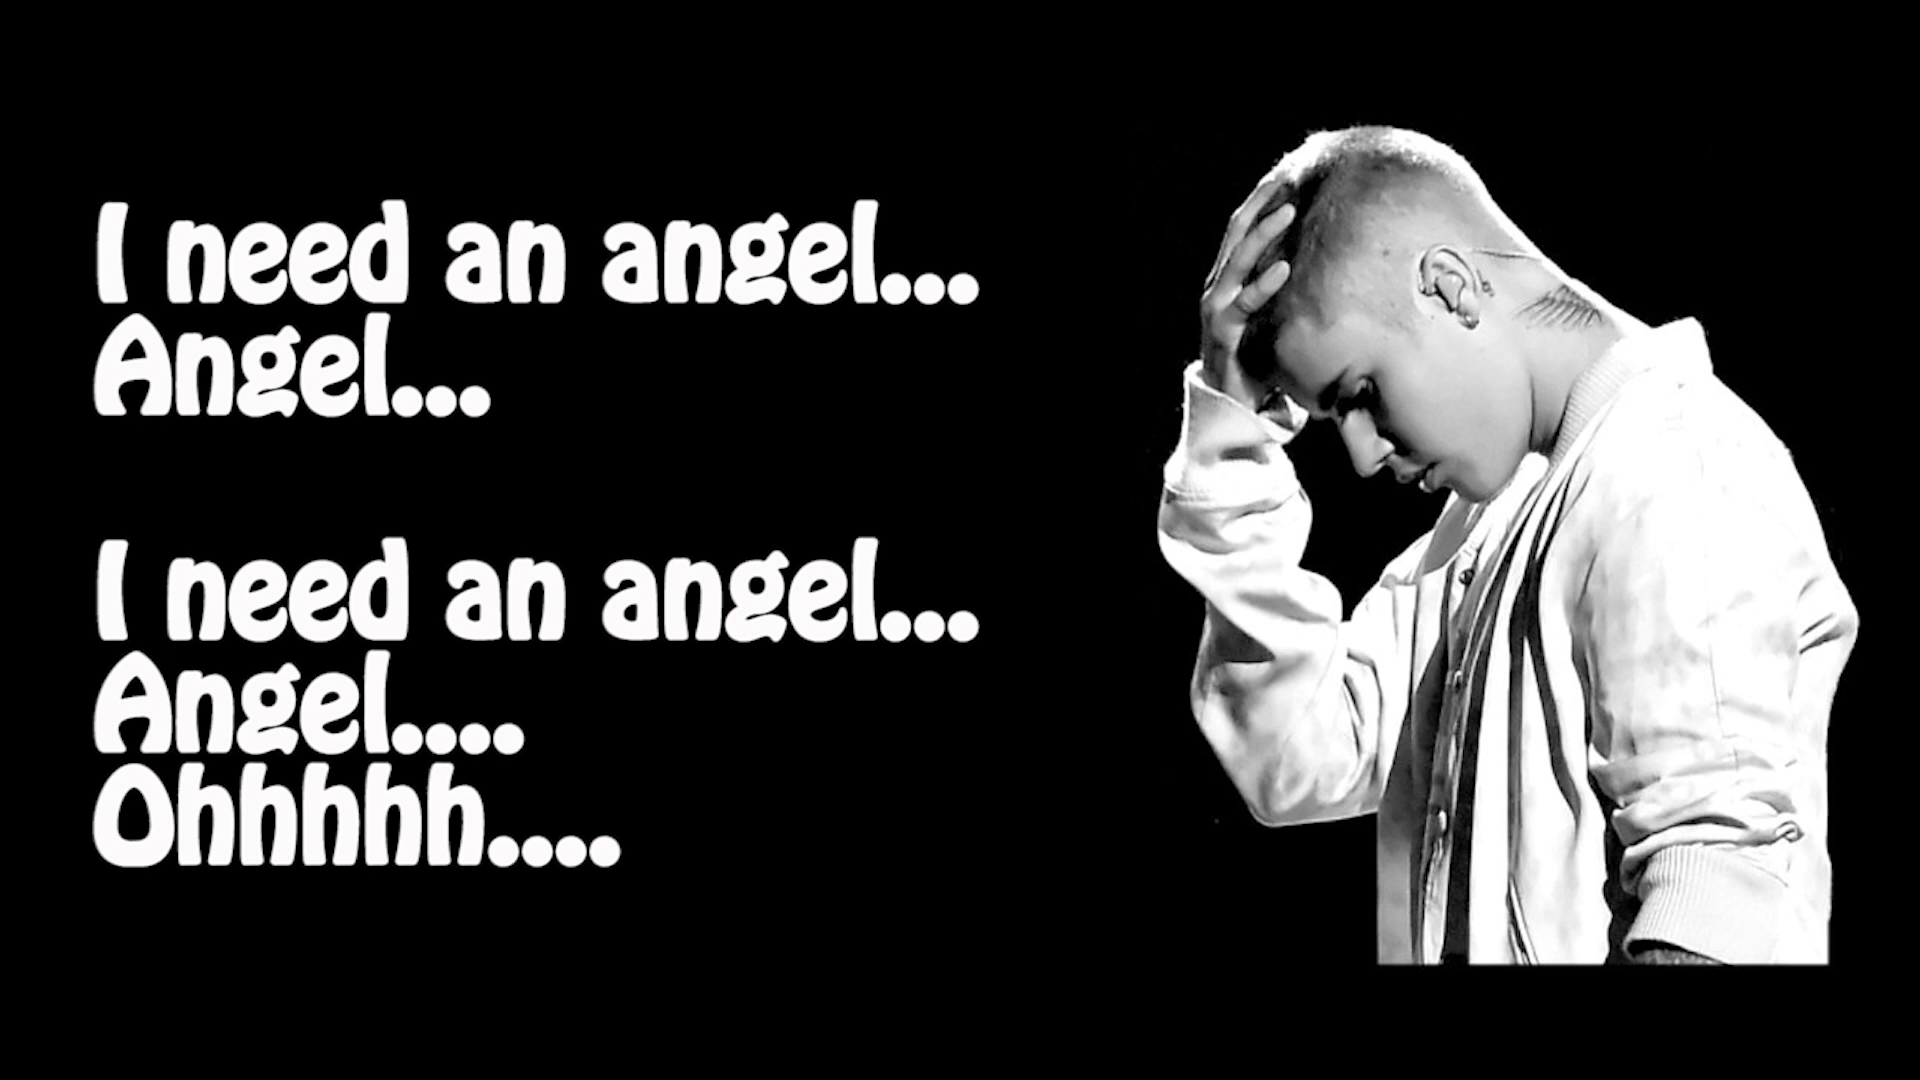 I need an angel...
Angel...
I need an angel...
Angel....
Ohhhhh....